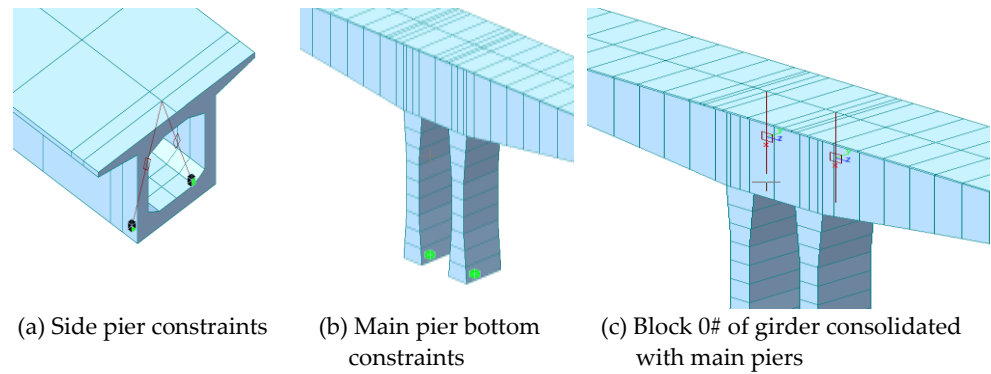 (a) Side pier constraints
(b) Main pier bottom
constraints
(c) Block 0# of girder consolidated
with main piers